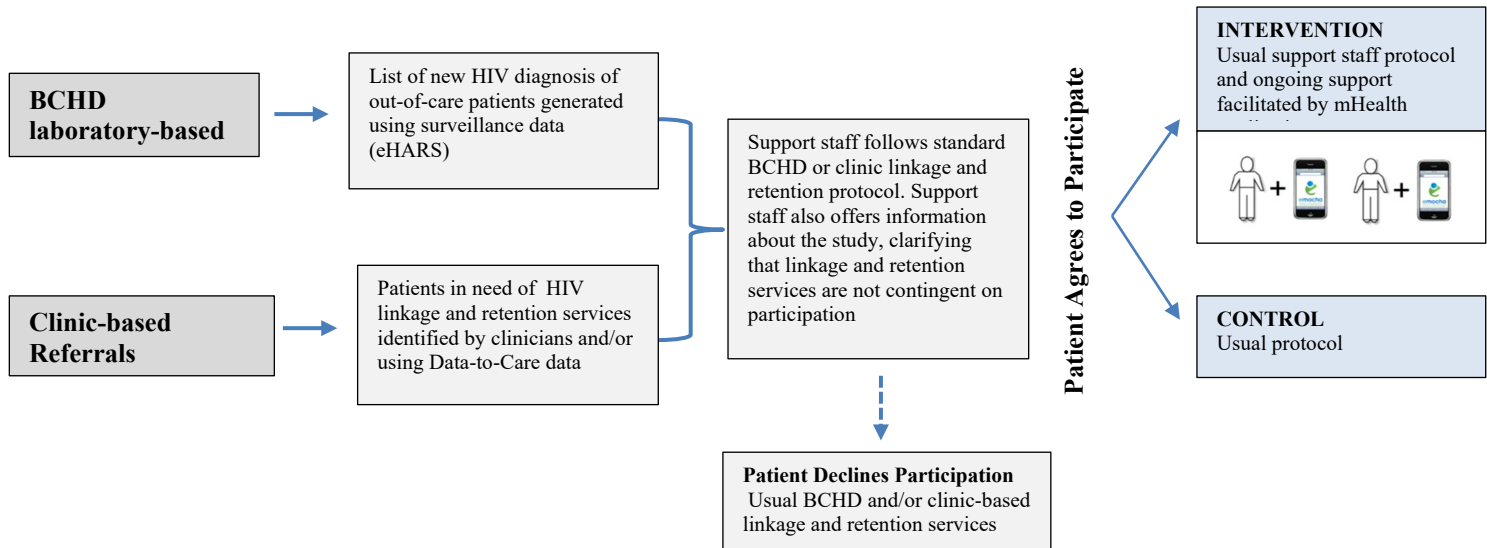 BCHD
laboratory-based
List of new HIV diagnosis of
out-of-care patients generated
using surveillance data
(eHARS)
Clinic-based
Referrals
Patients in need of HIV
linkage and retention services
identified by clinicians and/or
using Data-to-Care data
Support staff follows standard
BCHD or clinic linkage and
retention protocol. Support
staff also offers information
about the study, clarifying
that linkage and retention
services are not contingent on
participation
Patient Declines Participation
Usual BCHD and/or clinic-based
linkage and retention services
Patient Agrees to Participate
INTERVENTION
Usual support staff protocol
and ongoing support
facilitated by mHealth
+ emocha + emocha
CONTROL
Usual protocol